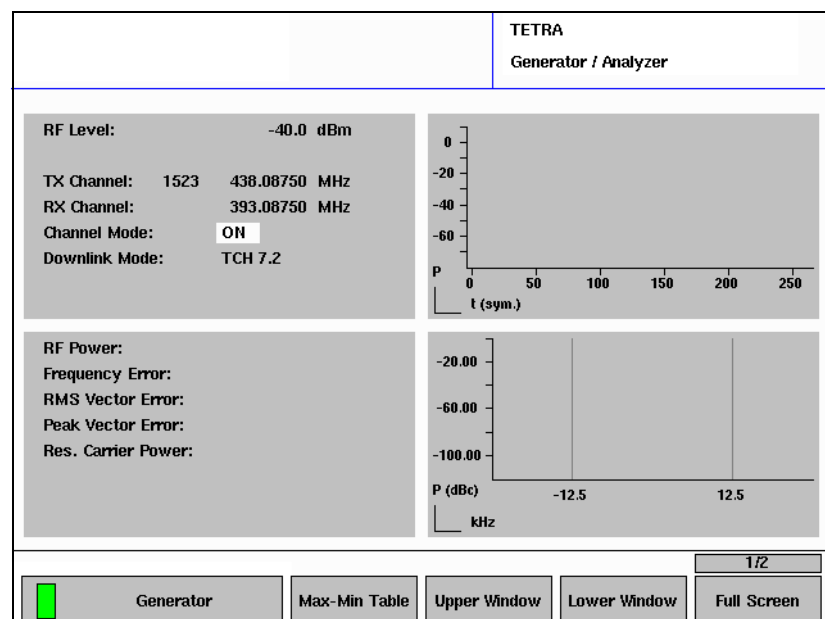 TETRA
Generator / Analyzer
RF Level: -40.0 dBm
TX Channel: 1523 438.08750 MHz
RX Channel: 393.08750 MHz
Channel Mode: ON
Downlink Mode: TCH 7.2
0
-20
-40
-60
P
0 50 100 150 200 250
t (sym.)
RF Power:
Frequency Error:
RMS Vector Error:
Peak Vector Error:
Res. Carrier Power:
-20.00
-60.00
-100.00
P (dBc)
-12.5 12.5
kHz
1/2
Generator
Max-Min Table
Upper Window
Lower Window
Full Screen